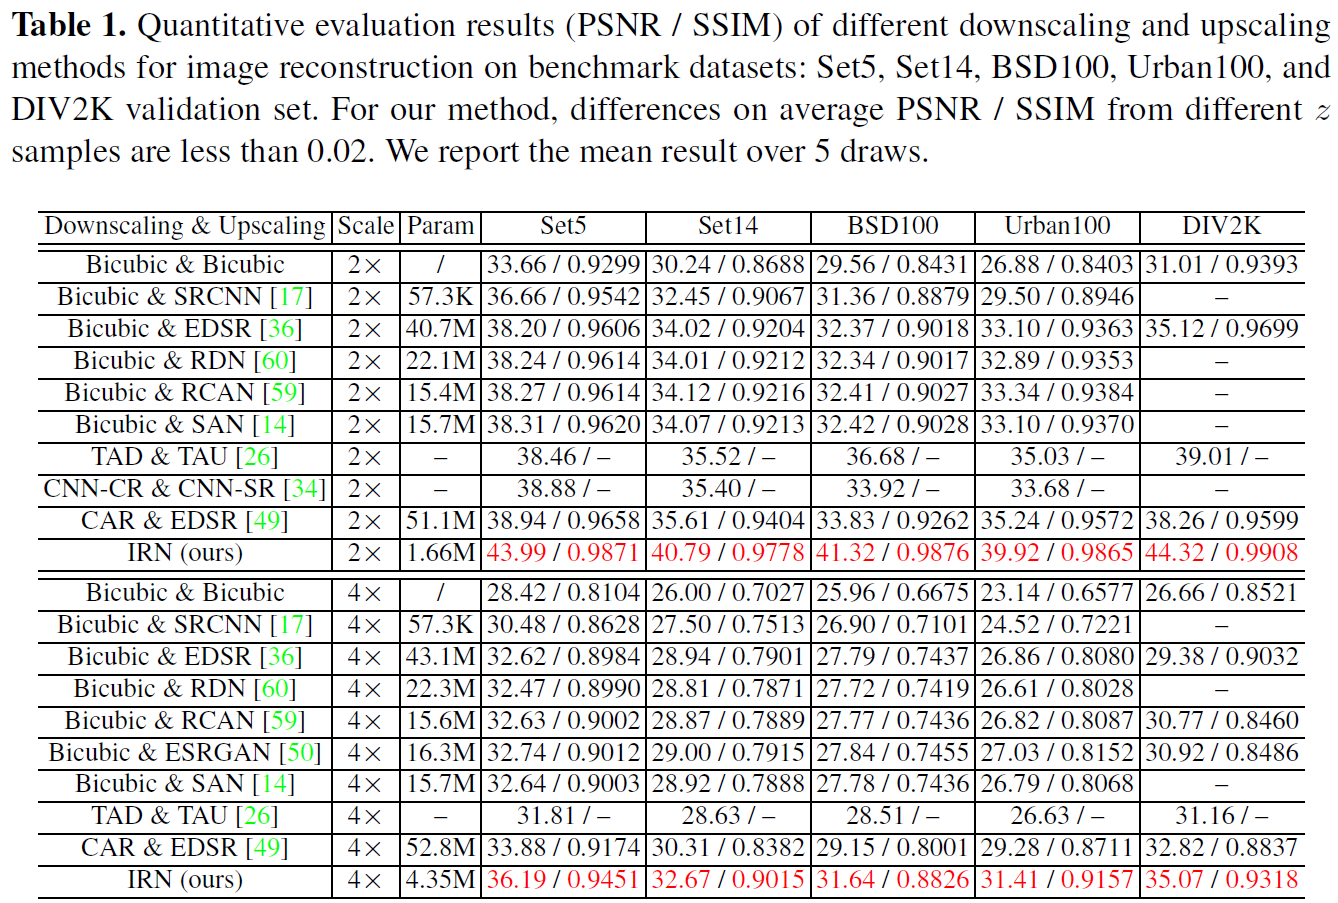 Table 1. Quantitative evaluation results (PSNR / SSIM) of different downscaling and upscaling
methods for image reconstruction on benchmark datasets: Set5, Set14, BSD100, Urban100, and
DIV2K validation set. For our method, differences on average PSNR / SSIM from different z
samples are less than 0.02. We report the mean result over 5 draws.
Downscaling & Upscaling Scale Param Set5 Set14 BSD100 Urban100 DIV2K
Bicubic & Bicubic 2× / 33.66 / 0.9299 30.24 / 0.8688 29.56 / 0.8431 26.88 / 0.8403 31.01 / 0.9393
Bicubic & SRCNN [17] 2× 57.3K 36.66 / 0.9542 32.45 / 0.9067 31.36 / 0.8879 29.50 / 0.8946 –
Bicubic & EDSR [36] 2× 40.7M 38.20 / 0.9606 34.02 / 0.9204 32.37 / 0.9018 33.10 / 0.9363 35.12 / 0.9699
Bicubic & RDN [60] 2× 22.1M 38.24 / 0.9614 34.01 / 0.9212 32.34 / 0.9017 32.89 / 0.9353 –
Bicubic & RCAN [59] 2× 15.4M 38.27 / 0.9614 34.12 / 0.9216 32.41 / 0.9027 33.34 / 0.9384 –
Bicubic & SAN [14] 2× 15.7M 38.31 / 0.9620 34.07 / 0.9213 32.42 / 0.9028 33.10 / 0.9370 –
TAD & TAU [26] 2× – 38.46 / – 35.52 / – 36.68 / – 35.03 / – 39.01 / –
CNN-CR & CNN-SR [34] 2× – 38.88 / – 35.40 / – 33.92 / – 33.68 / – –
CAR & EDSR [49] 2× 51.1M 38.94 / 0.9658 35.61 / 0.9404 33.83 / 0.9262 35.24 / 0.9572 38.26 / 0.9599
IRN (ours) 2× 1.66M 43.99 / 0.9871 40.79 / 0.9778 41.32 / 0.9876 39.92 / 0.9865 44.32 / 0.9908
Bicubic & Bicubic 4× / 28.42 / 0.8104 26.00 / 0.7027 25.96 / 0.6675 23.14 / 0.6577 26.66 / 0.8521
Bicubic & SRCNN [17] 4× 57.3K 30.48 / 0.8628 27.50 / 0.7513 26.90 / 0.7101 24.52 / 0.7221 –
Bicubic & EDSR [36] 4× 43.1M 32.62 / 0.8984 28.94 / 0.7901 27.79 / 0.7437 26.86 / 0.8080 29.38 / 0.9032
Bicubic & RDN [60] 4× 22.3M 32.47 / 0.8990 28.81 / 0.7871 27.72 / 0.7419 26.61 / 0.8028 –
Bicubic & RCAN [59] 4× 15.6M 32.63 / 0.9002 28.87 / 0.7889 27.77 / 0.7436 26.82 / 0.8087 30.77 / 0.8460
Bicubic & ESRGAN [50] 4× 16.3M 32.74 / 0.9012 29.00 / 0.7915 27.84 / 0.7455 27.03 / 0.8152 30.92 / 0.8486
Bicubic & SAN [14] 4× 15.7M 32.64 / 0.9003 28.92 / 0.7888 27.78 / 0.7436 26.79 / 0.8068 –
TAD & TAU [26] 4× – 31.81 / – 28.63 / – 28.51 / – 26.63 / – 31.16 / –
CAR & EDSR [49] 4× 52.8M 33.88 / 0.9174 30.31 / 0.8382 29.15 / 0.8001 29.28 / 0.8711 32.82 / 0.8837
IRN (ours) 4× 4.35M 36.19 / 0.9451 32.67 / 0.9015 31.64 / 0.8826 31.41 / 0.9157 35.07 / 0.9318